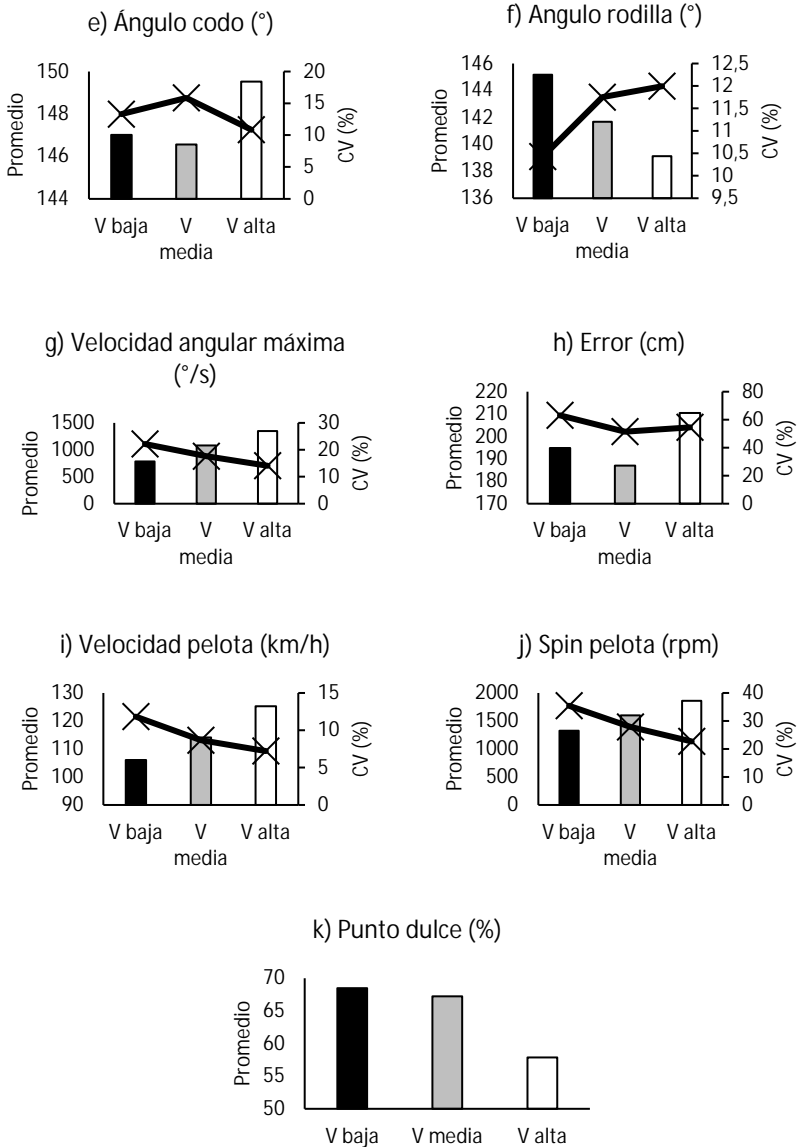 e) Ángulo codo (°)
Promedio
150
148
146
144
20
15
10
5
0
CV (%)
V baja V V alta
media
f) Angulo rodilla (°)
Promedio
146
144
142
140
138
136
12,5
12
11,5
11
10,5
10
9,5
CV (%)
V baja V V alta
media
g) Velocidad angular máxima
(°/s)
Promedio
1500
1000
500
0
30
20
10
0
CV (%)
V baja V V alta
media
h) Error (cm)
Promedio
220
210
200
190
180
170
80
60
40
20
0
CV (%)
V baja V V alta
media
i) Velocidad pelota (km/h)
Promedio
130
120
110
100
90
15
10
5
0
CV (%)
V baja V V alta
media
j) Spin pelota (rpm)
Promedio
2000
1500
1000
500
0
40
30
20
10
0
CV (%)
V baja V V alta
media
k) Punto dulce (%)
Promedio
70
65
60
55
50
V baja V media V alta